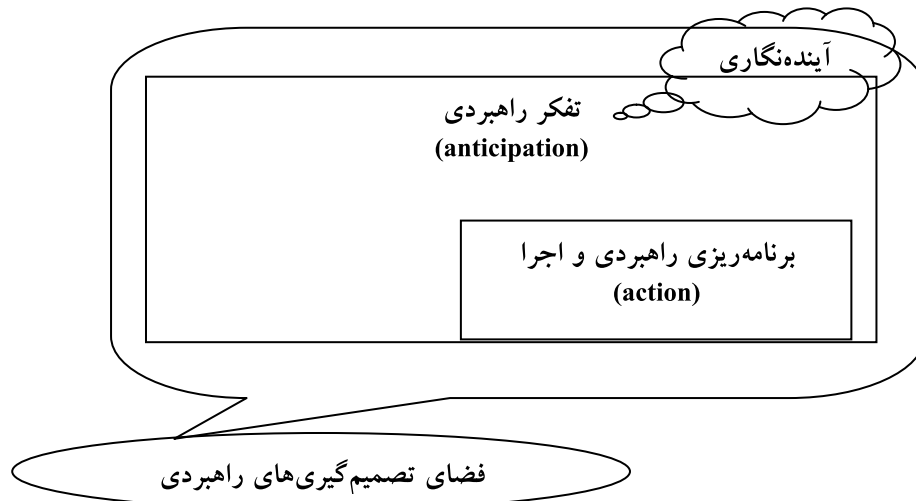 آینده‌نگاری
تفکر راهبردی
(anticipation)
برنامه‌ریزی راهبردی و اجرا
(action)
فضای تصمیم‌گیری‌های راهبردی